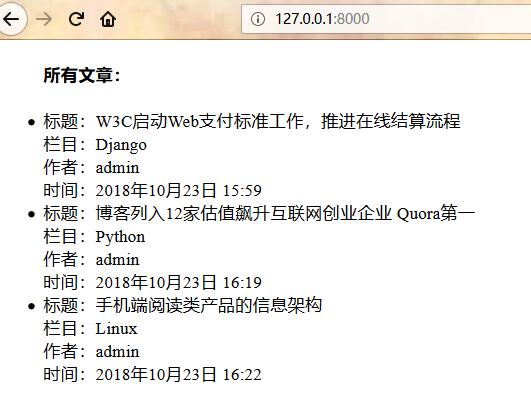 127.0.0.1:8000
所有文章：
标题：W3C启动Web支付标准工作，推进在线结算流程
栏目：Django
作者：admin
时间：2018年10月23日 15:59
标题：博客列入12家估值飙升互联网创业企业 Quora第一
栏目：Python
作者：admin
时间：2018年10月23日 16:19
标题：手机端阅读类产品的信息架构
栏目：Linux
作者：admin
时间：2018年10月23日 16:22